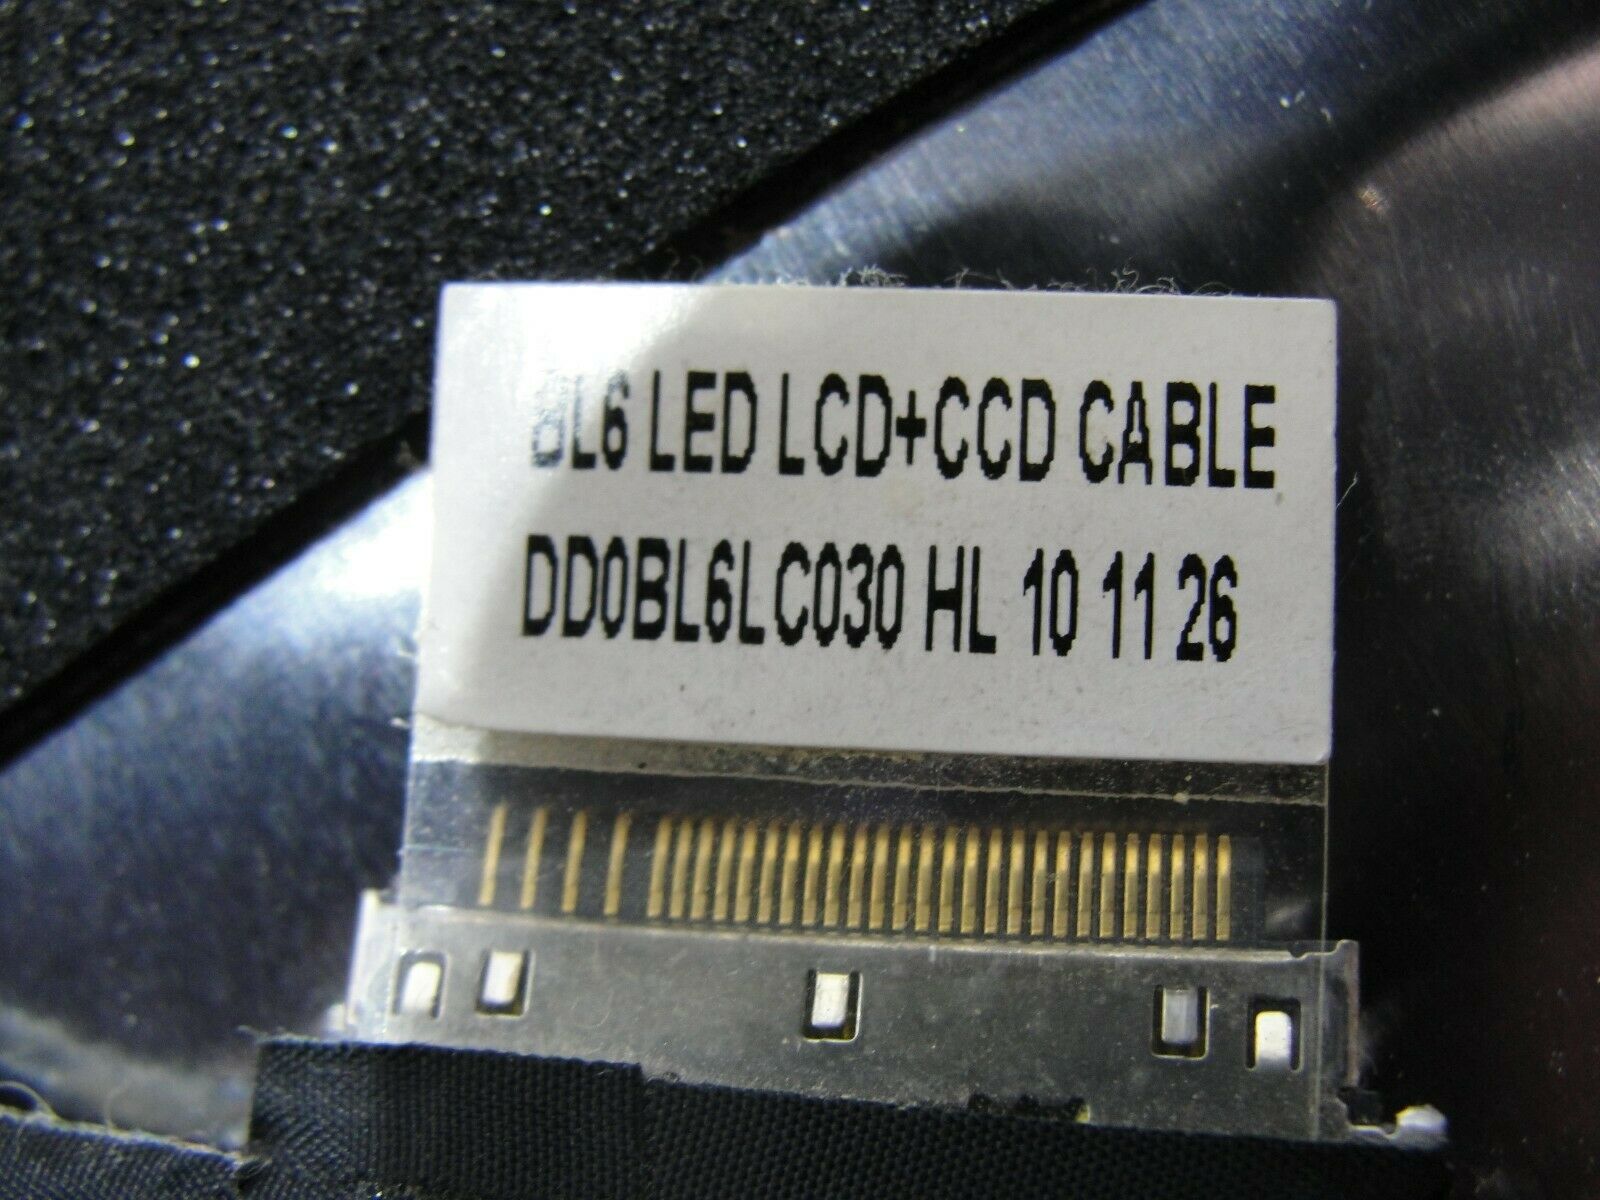 BL6 LED LCD+CCD CABLE
DD0BL6LC030 HL 10 11 26